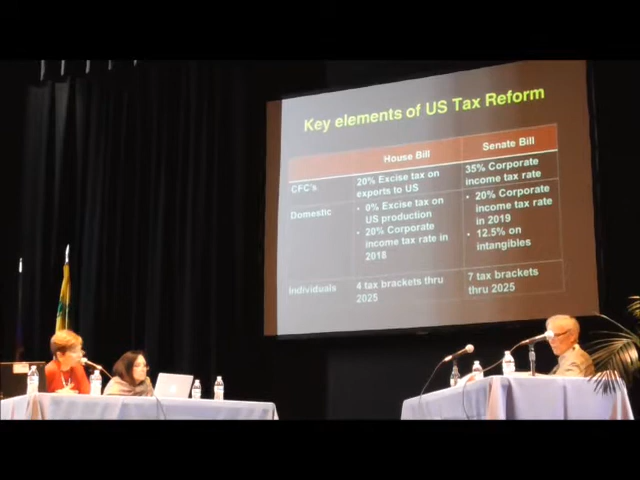 Key elements of US Tax Reform
House Bill
Senate Bill
CFC's
20% Excise tax on
exports to US
35% Corporate
income tax rate
Domestic
• 0% Excise tax on
US production
• 20% Corporate
income tax rate in
2018
• 20% Corporate
income tax rate
in 2019
• 12.5% on
intangibles
Individuals
4 tax brackets thru
2025
7 tax brackets
thru 2025